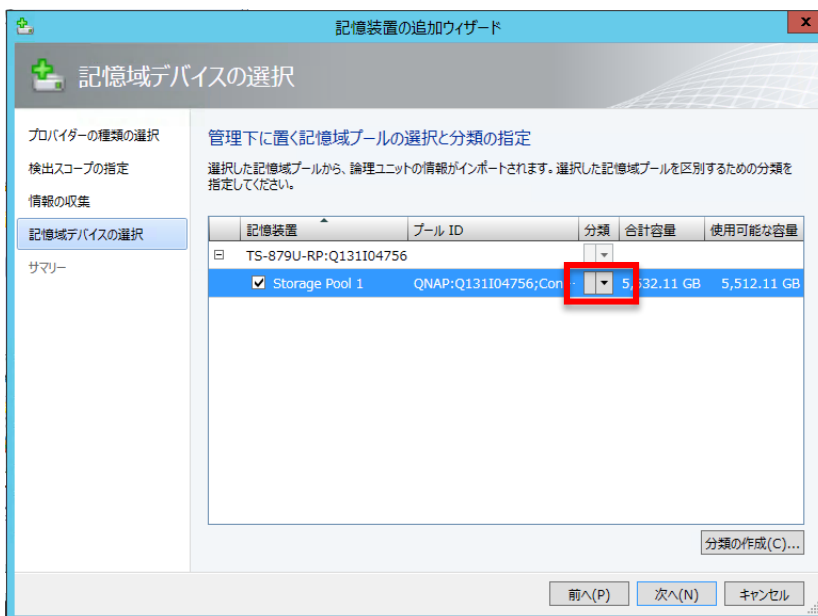 記憶装置の追加ウィザード
x
記憶域デバイスの選択
プロバイダーの種類の選択
検出スコープの指定
情報の収集
記憶域デバイスの選択
サマリー
管理下に置く記憶域プールの選択と分類の指定
選択した記憶域プールから、論理ユニットの情報がインポートされます。選択した記憶域プールを区別するための分類を
指定してください。
記憶装置 プール ID 分類 合計容量 使用可能な容量
TS-879U-RP:Q131I04756
Storage Pool 1 QNAP:Q131I04756;Con··· GB 5,512.11 GB
分類の作成(C)...
前へ(P) 次へ(N) キャンセル